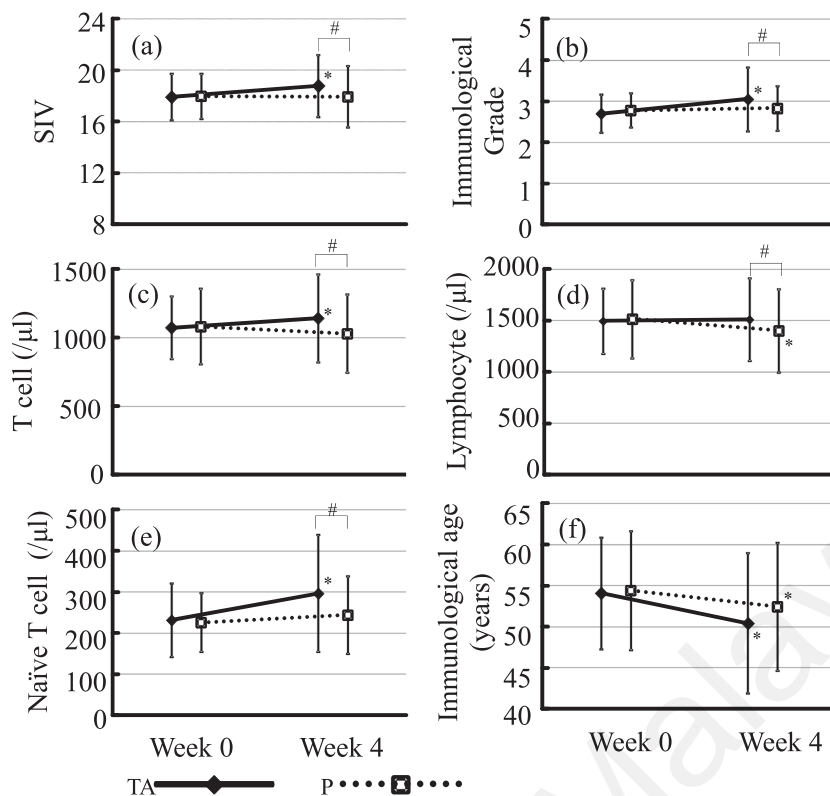 24
20
16
12
8
SIV
(a)
#
*
5
4
3
2
1
0
Immunological
Grade
(b)
#
*
1500
1000
500
0
T cell (/μl)
(c)
#
*
2000
1500
1000
500
0
Lymphocyte (/μl)
(d)
#
*
500
400
300
200
100
0
Naïve T cell (/μl)
(e)
#
*
65
60
55
50
45
40
Immunological age
(years)
(f)
*
*
Week 0 Week 4
Week 0 Week 4
TA P
Malay